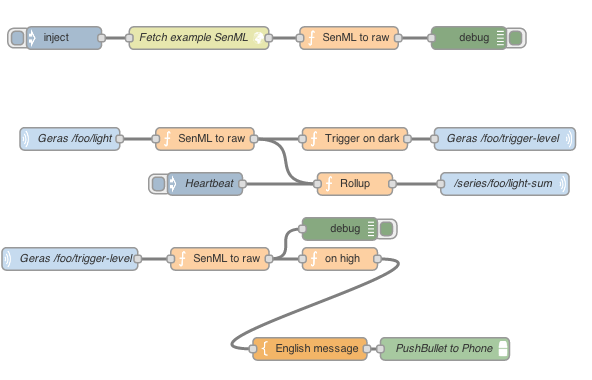 inject Fetch example SenML SenML to raw debug
Geras /foo/light SenML to raw Trigger on dark Geras /foo/trigger-level
Heartbeat Rollup /series/foo/light-sum
debug
Geras /foo/trigger-level SenML to raw on high
English message PushBullet to Phone